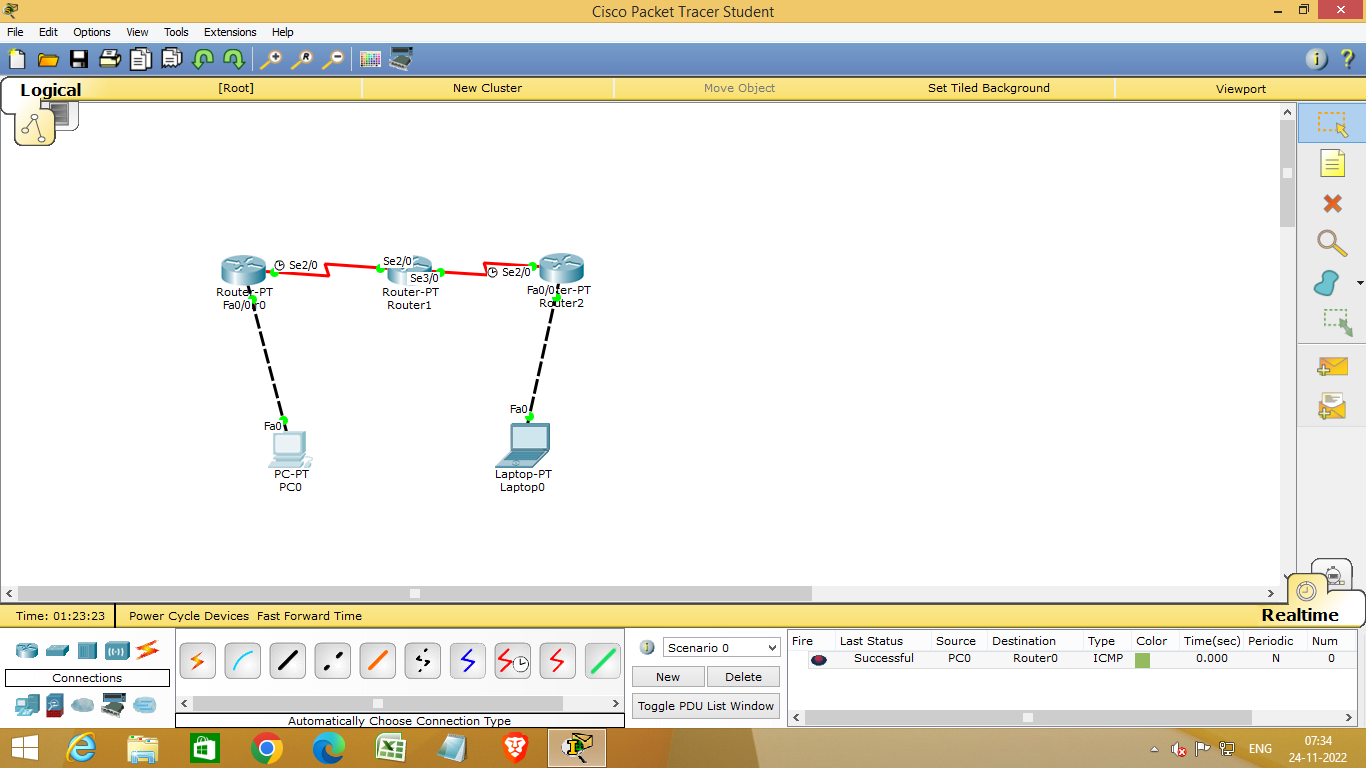 Cisco Packet Tracer Student
File Edit Options View Tools Extensions Help
Logical [Root] New Cluster Move Object Set Tiled Background Viewport
Se2/0 Se2/0 Se3/0 Se2/0
Router-PT Router-PT Fa0/0
Fa0/0 Router1 Router2
Fa0 Fa0
PC-PT Laptop-PT
PC0 Laptop0
Time: 01:23:23 Power Cycle Devices Fast Forward Time Realtime
Connections
Automatically Choose Connection Type
Scenario 0
New Delete
Toggle PDU List Window
Fire Last Status Source Destination Type Color Time(sec) Periodic Num
Successful PC0 Router0 ICMP 0.000 N 0
ENG 07:34
24-11-2022